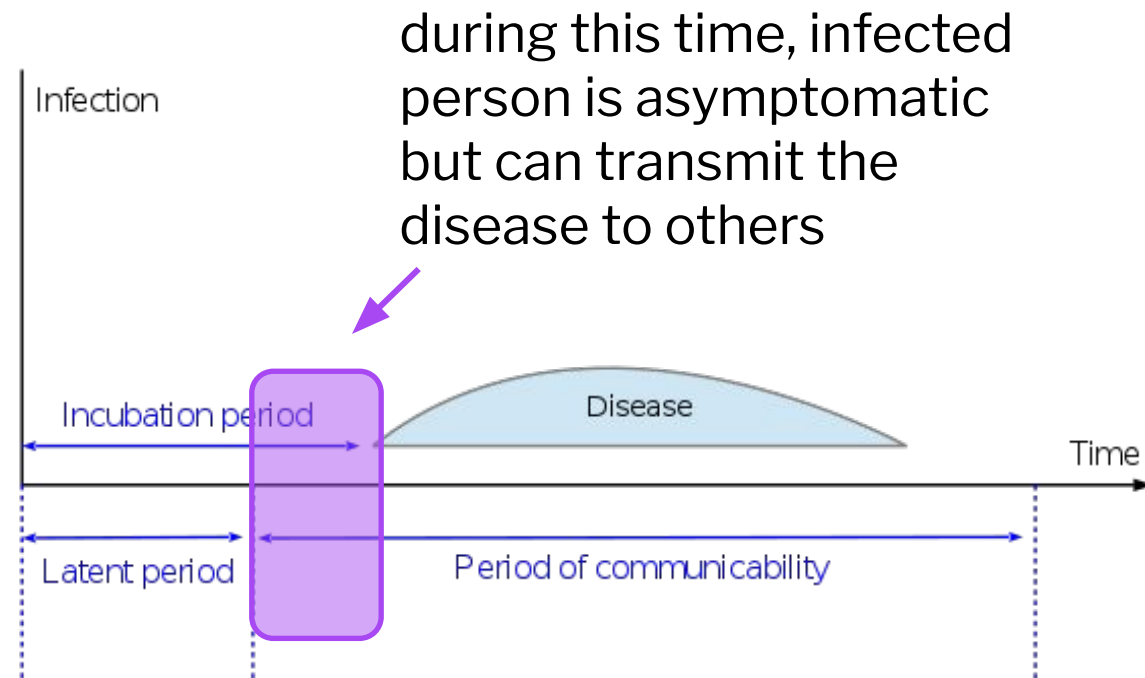 during this time, infected
person is asymptomatic
but can transmit the
disease to others
Infection
Incubation period
Disease
Time
Latent period
Period of communicability